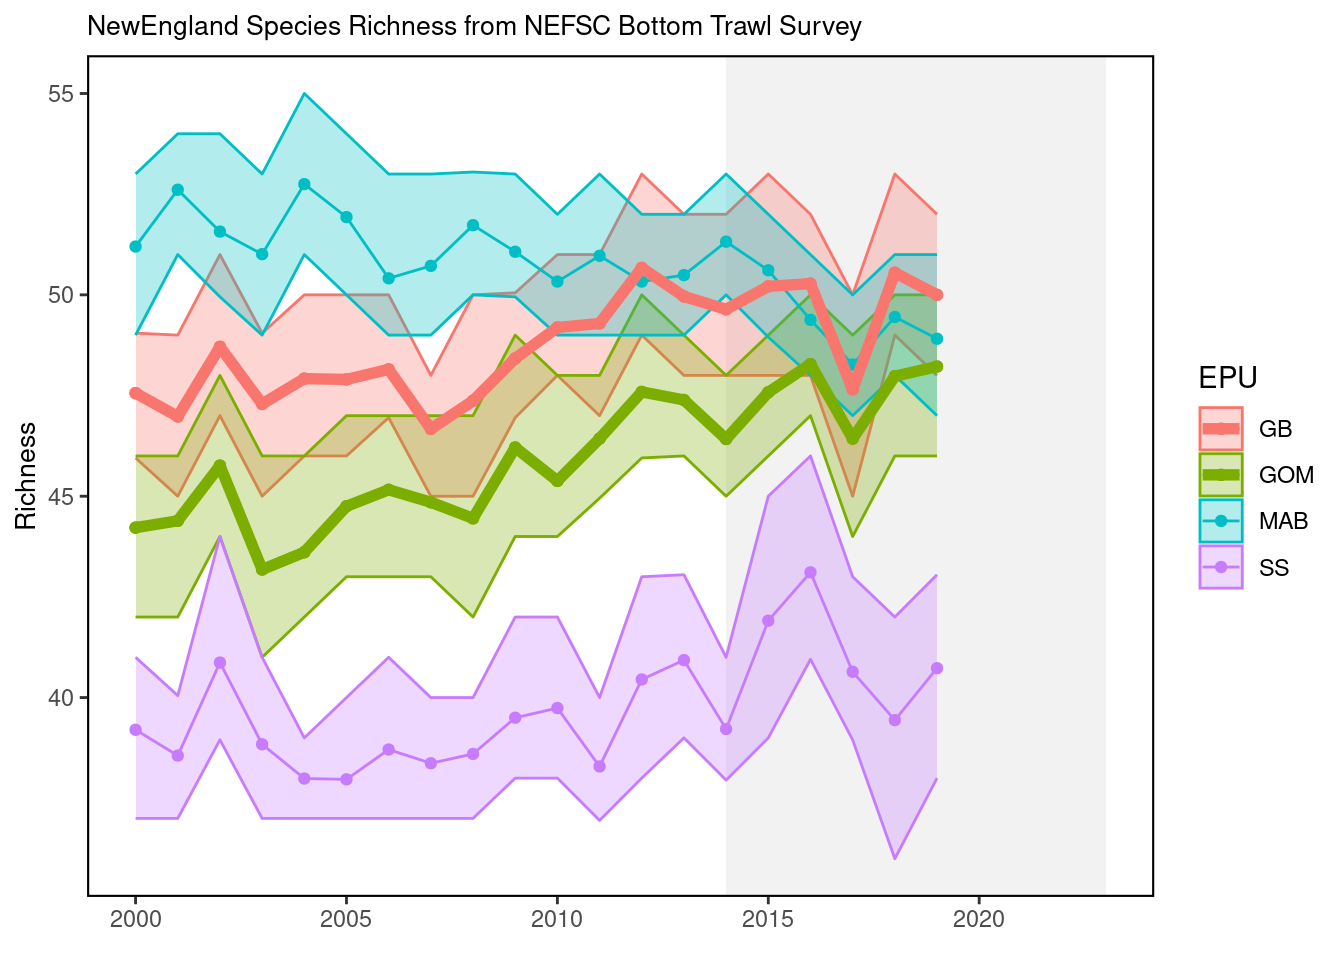 NewEngland Species Richness from NEFSC Bottom Trawl Survey
55
50
45
40
Richness
2000 2005 2010 2015 2020
EPU
GB
GOM
MAB
SS